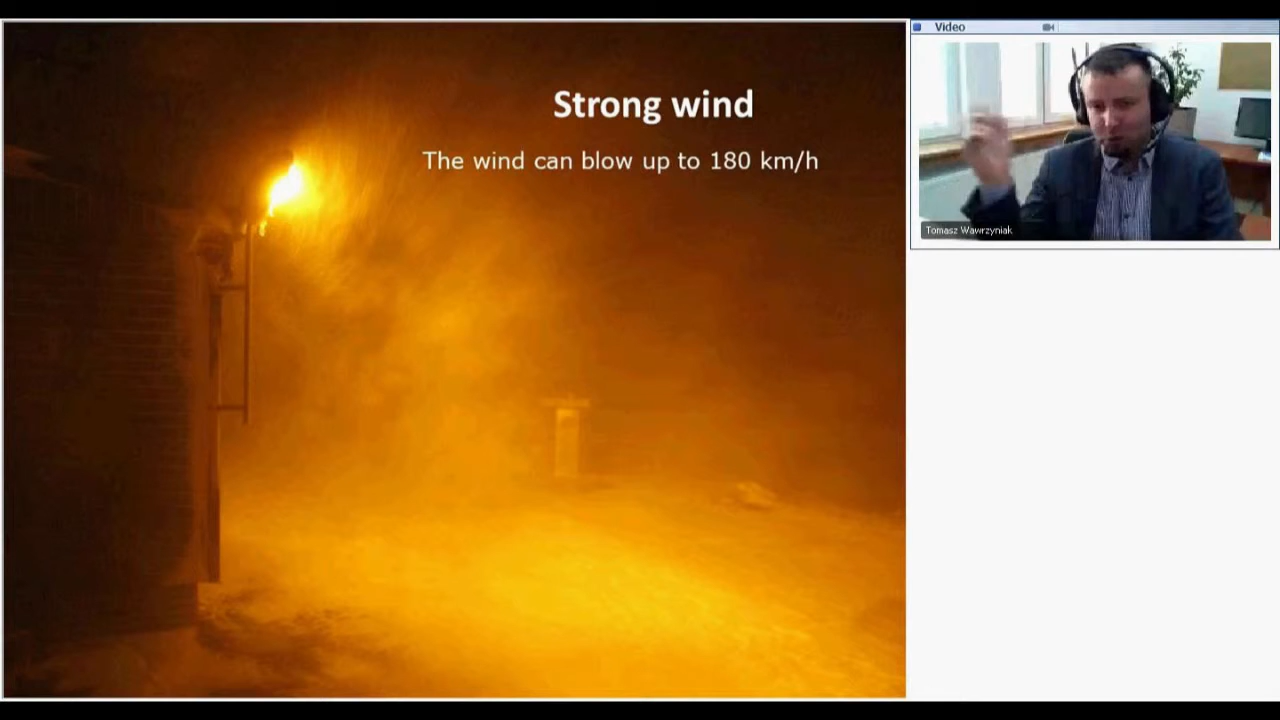 Strong wind
The wind can blow up to 180 km/h
Video
Tomasz Wawrzyniak